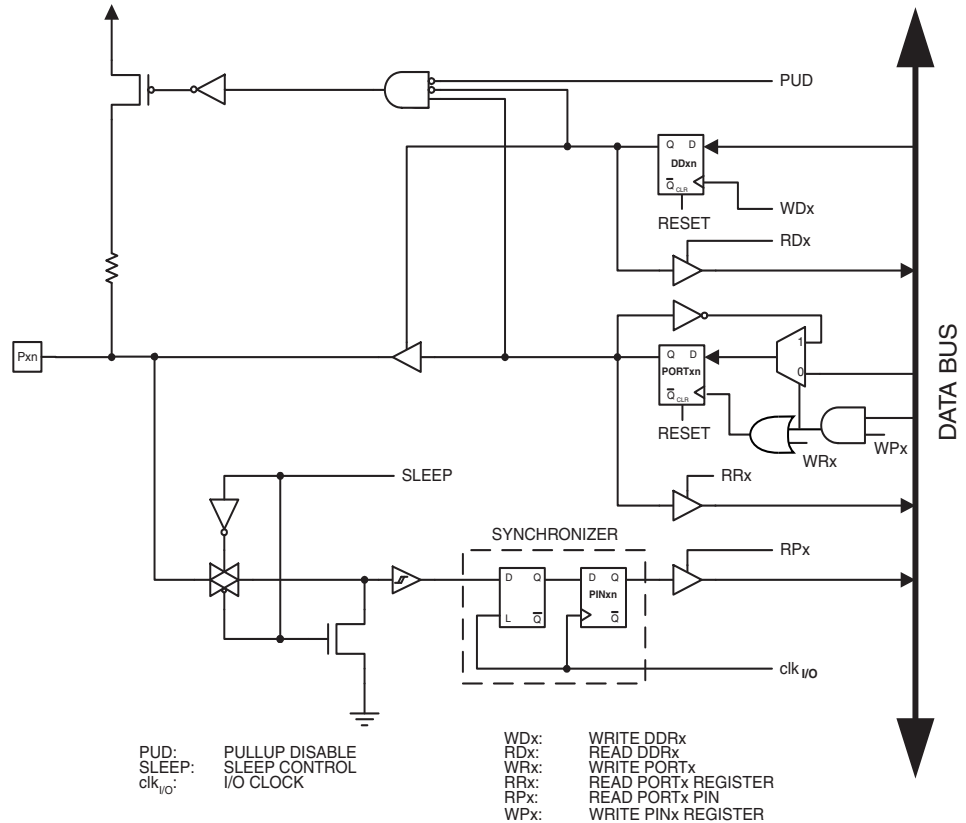 PUD
Q D
DDxn
Q CLR
WDx
RESET
RDx
Pxn
1
Q D
PORTxn
0
Q CLR
RESET
WRx
WPx
DATA BUS
SLEEP
RRx
SYNCHRONIZER
RPx
D Q
D Q
PINxn
L Q
Q
clk I/O
PUD: PULLUP DISABLE
SLEEP: SLEEP CONTROL
clk I/O: I/O CLOCK
WDx: WRITE DDRx
RDx: READ DDRx
WRx: WRITE PORTx
RRx: READ PORTx REGISTER
RPx: READ PORTx PIN
WPx: WRITE PINx REGISTER